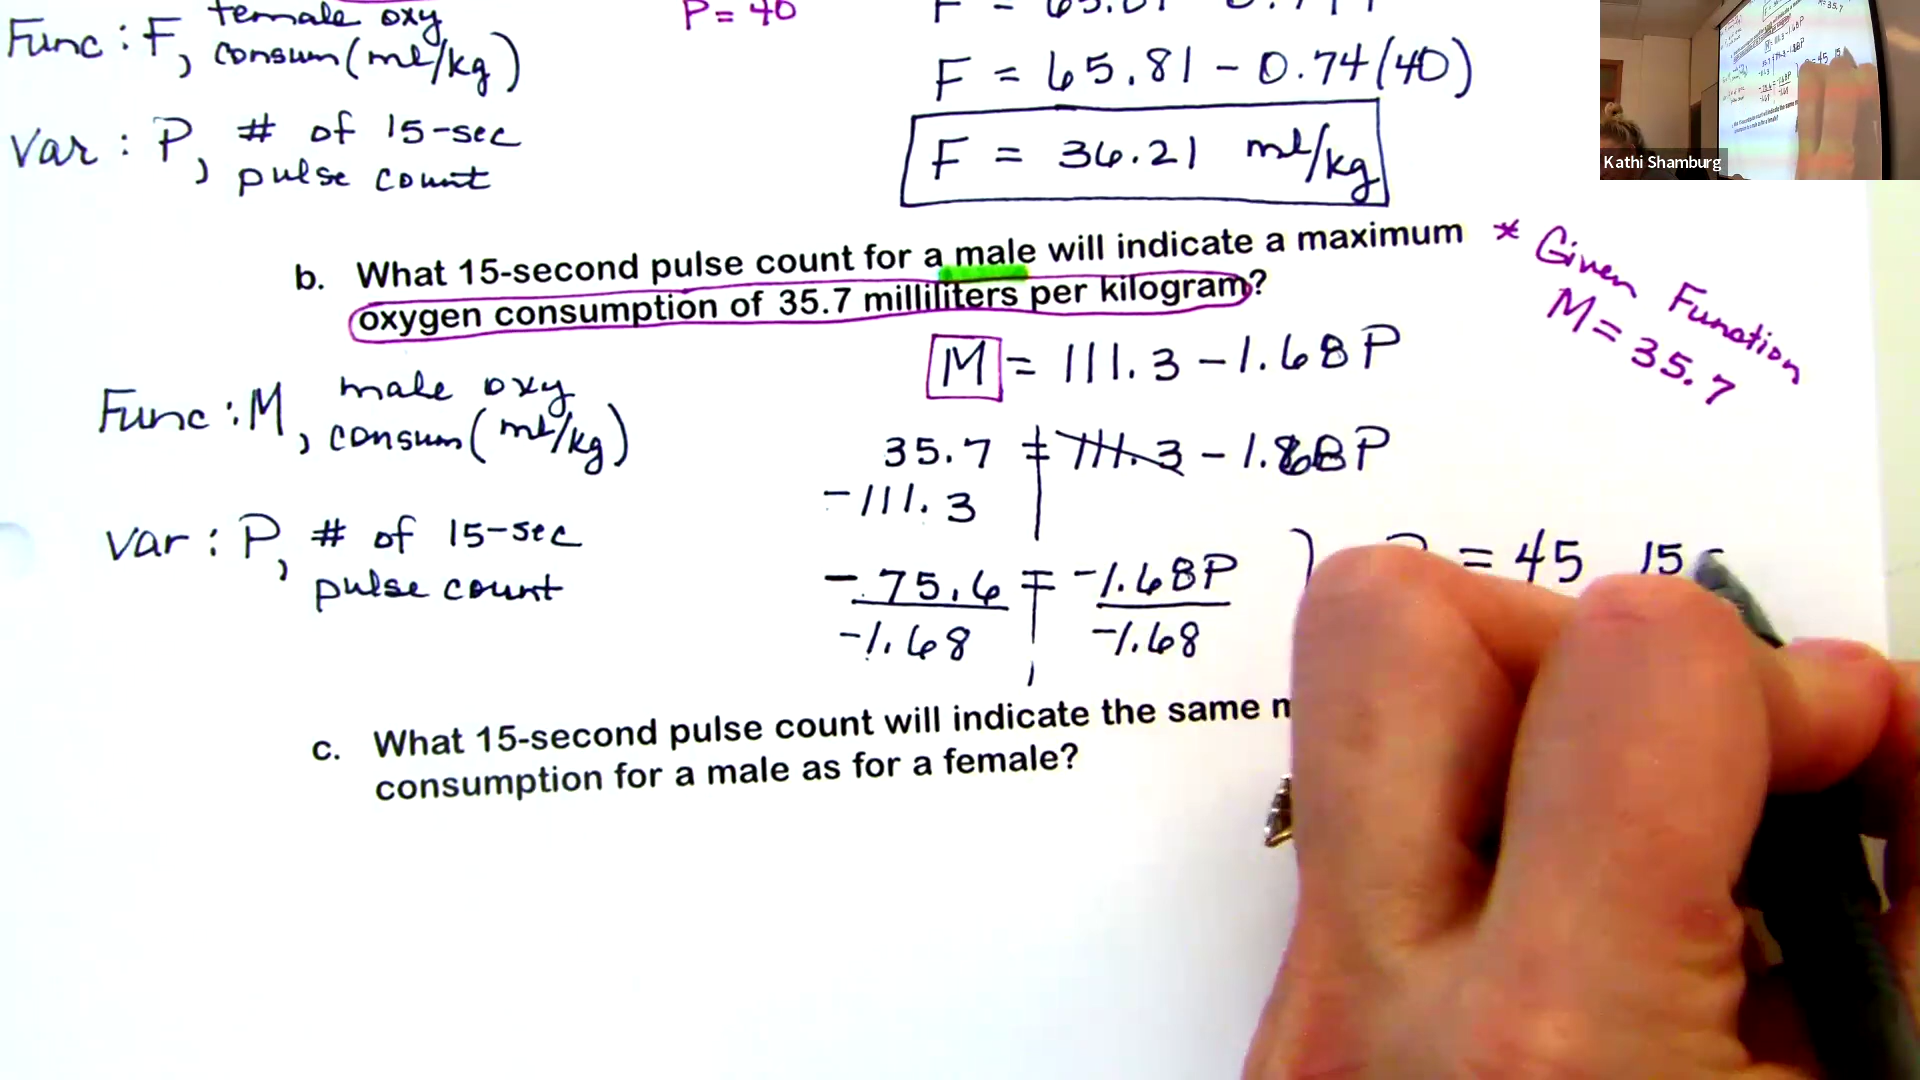 Func : F, female oxy
consum (ml/kg)
P = 40
F = 65.81 - 0.74(40)
F = 36.21 ml/kg
Var : P, # of 15-sec
pulse count
b. What 15-second pulse count for a male will indicate a maximum
oxygen consumption of 35.7 milliliters per kilogram?
* Given Function
M = 35.7
M = 111.3 - 1.68P
Func : M, male oxy
consum (ml/kg)
35.7 = 111.3 - 1.68P
-111.3
Var : P, # of 15-sec
pulse count
-75.6 = -1.68P
-1.68 -1.68
= 45 15
c. What 15-second pulse count will indicate the same
consumption for a male as for a female?
Kathi Shamburg